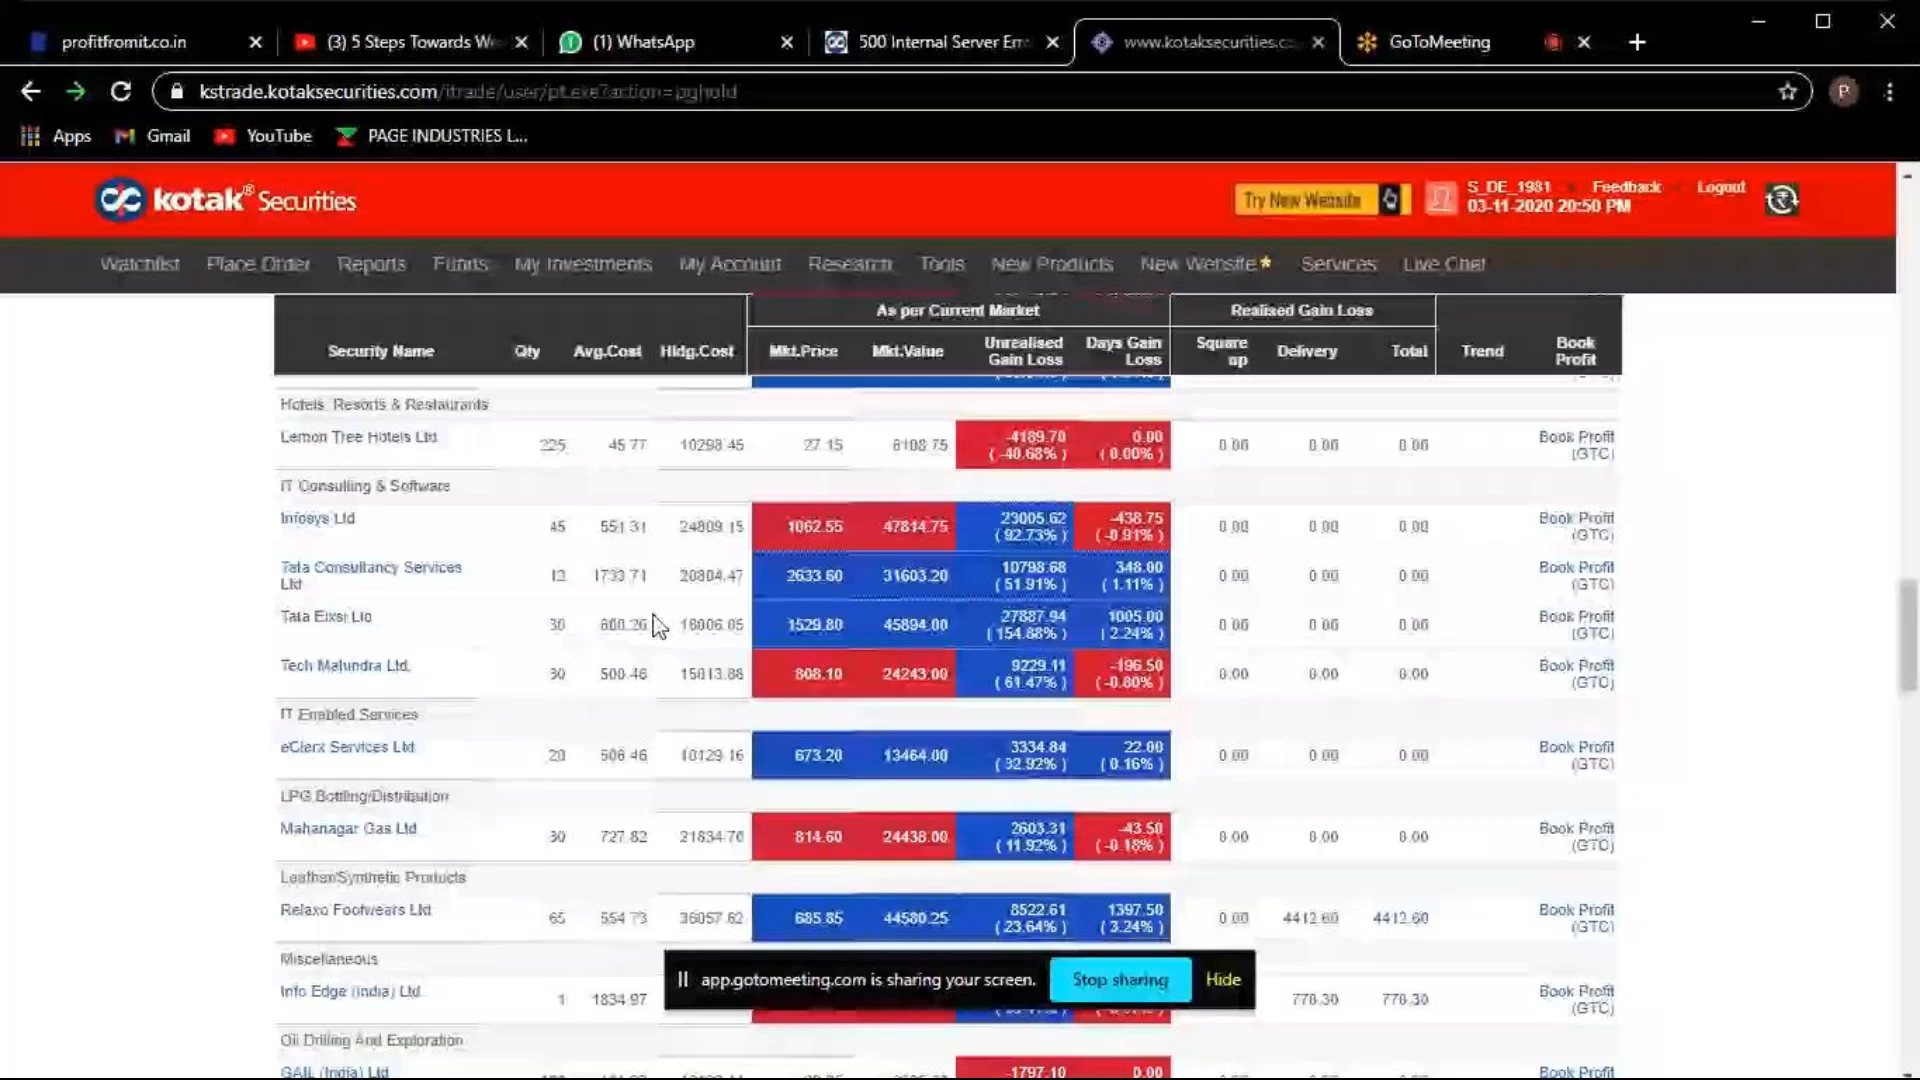 profitfromit.co.in
(3) 5 Steps Towards We
(1) WhatsApp
500 Internal Server Err
www.kotaksecurities.c
GoToMeeting
kstrade.kotaksecurities.com/itrade/user/pt.exe?action=pghold
P
Apps
Gmail
YouTube
PAGE INDUSTRIES L...
kotak® Securities
Try New Website
S_DE_1981
Feedback
Logout
03-11-2020 20:50 PM
Watchlist Place Order Reports Funds My Investments My Account Research Tools New Products New Website* Services Live Chat
As per Current Market Realised Gain Loss
Security Name Qty Avg.Cost Hldg.Cost Mkt.Price Mkt.Value Unrealised Gain Loss Days Gain Loss Square up Delivery Total Trend Book Profit
Hotels, Resorts & Restaurants
Lemon Tree Hotels Ltd 225 45.77 10298.45 27.15 6108.75 -4189.70 0.00 0.00 0.00 0.00 Book Profit
( -40.68% ) ( 0.00% ) (GTC)
IT Consulting & Software
Infosys Ltd 45 551.31 24809.15 1062.55 47814.75 23005.62 -438.75 0.00 0.00 0.00 Book Profit
( 92.73% ) ( -0.91% ) (GTC)
Tata Consultancy Services 12 1733.71 20804.47 2633.60 31603.20 10798.68 348.00 0.00 0.00 0.00 Book Profit
Ltd ( 51.91% ) ( 1.11% ) (GTC)
Tata Elxsi Ltd 30 600.20 18006.05 1529.80 45894.00 27887.94 1005.00 0.00 0.00 0.00 Book Profit
( 154.88% ) ( 2.24% ) (GTC)
Tech Mahindra Ltd. 30 500.46 15013.88 808.10 24243.00 9229.11 -196.50 0.00 0.00 0.00 Book Profit
( 61.47% ) ( -0.80% ) (GTC)
IT Enabled Services
eClerx Services Ltd 20 506.46 10129.16 673.20 13464.00 3334.84 22.00 0.00 0.00 0.00 Book Profit
( 32.92% ) ( 0.16% ) (GTC)
LPG Bottling/Distribution
Mahanagar Gas Ltd 30 727.82 21834.70 814.60 24438.00 2603.31 -43.50 0.00 0.00 0.00 Book Profit
( 11.92% ) ( -0.18% ) (GTC)
Leather/Synthetic Products
Relaxo Footwears Ltd 65 554.73 36057.62 685.85 44580.25 8522.61 1397.50 0.00 4412.60 4412.60 Book Profit
( 23.64% ) ( 3.24% ) (GTC)
Miscellaneous
Info Edge (India) Ltd. 1 1834.97 778.30 778.30 Book Profit
(GTC)
app.gotomeeting.com is sharing your screen. Stop sharing Hide
Oil Drilling And Exploration
GAIL (India) Ltd -1797.10 0.00 Book Profit